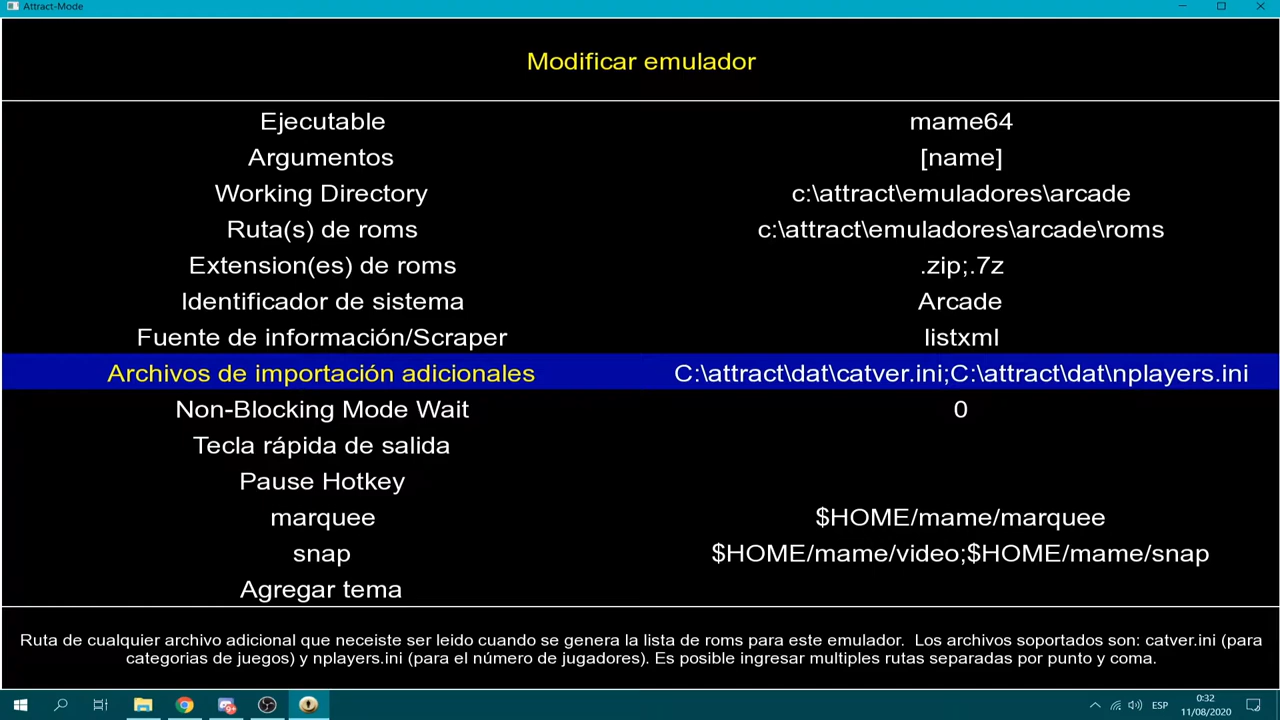 Attract-Mode
Modificar emulador
Ejecutable mame64
Argumentos [name]
Working Directory c:\attract\emuladores\arcade
Ruta(s) de roms c:\attract\emuladores\arcade\roms
Extension(es) de roms .zip;.7z
Identificador de sistema Arcade
Fuente de información/Scraper listxml
Archivos de importación adicionales C:\attract\dat\catver.ini;C:\attract\dat\nplayers.ini
Non-Blocking Mode Wait 0
Tecla rápida de salida
Pause Hotkey
marquee $HOME/mame/marquee
snap $HOME/mame/video;$HOME/mame/snap
Agregar tema
Ruta de cualquier archivo adicional que neceiste ser leido cuando se genera la lista de roms para este emulador.  Los archivos soportados son: catver.ini (para
categorias de juegos) y nplayers.ini (para el número de jugadores). Es posible ingresar multiples rutas separadas por punto y coma.
ESP
0:32
11/08/2020